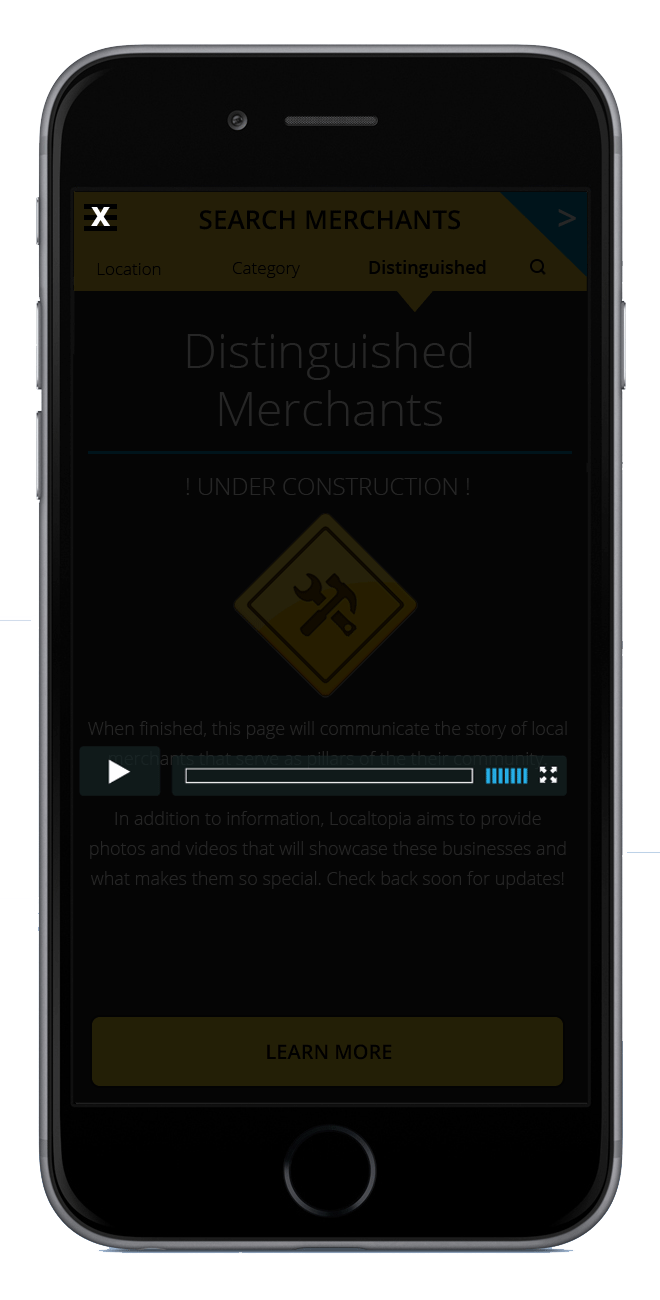 X
SEARCH MERCHANTS
>
Location Category Distinguished
Distinguished
Merchants
! UNDER CONSTRUCTION !
When finished, this page will communicate the story of local
merchants that serve as pillars of the their community.
In addition to information, Localtopia aims to provide
photos and videos that will showcase these businesses and
what makes them so special. Check back soon for updates!
LEARN MORE